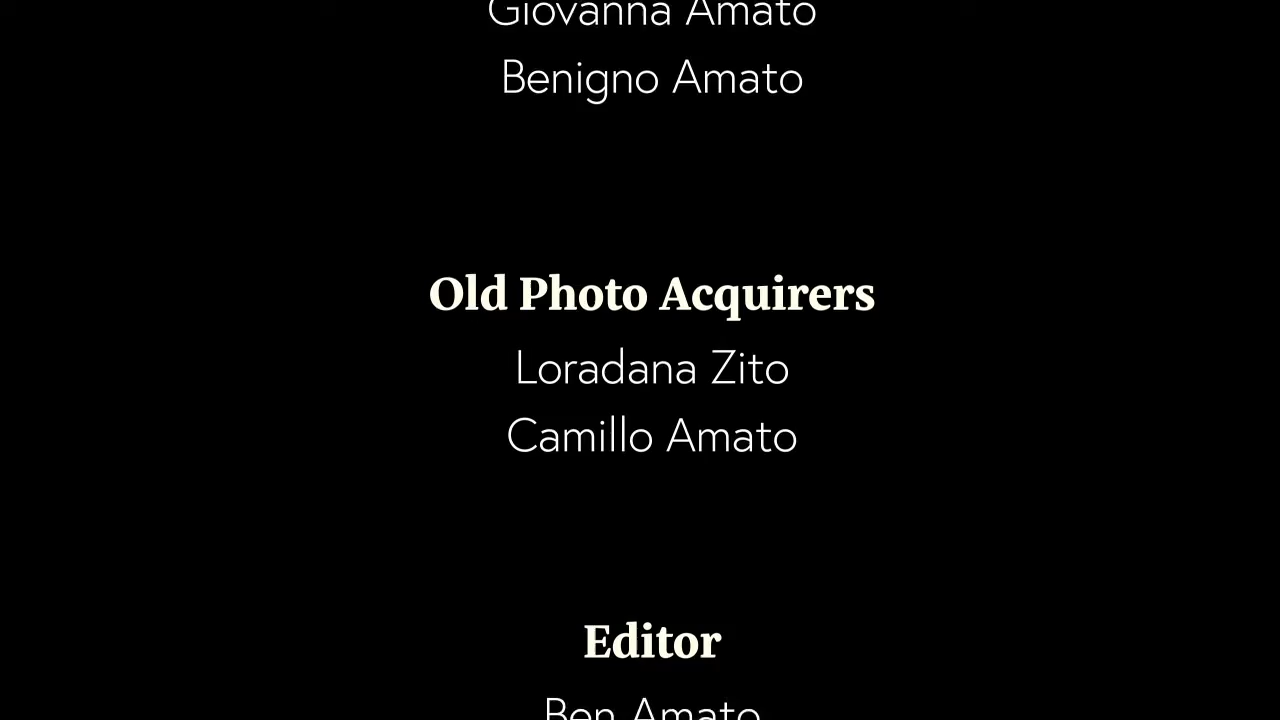 Giovanna Amato
Benigno Amato
Old Photo Acquirers
Loradana Zito
Camillo Amato
Editor
Ben Amato